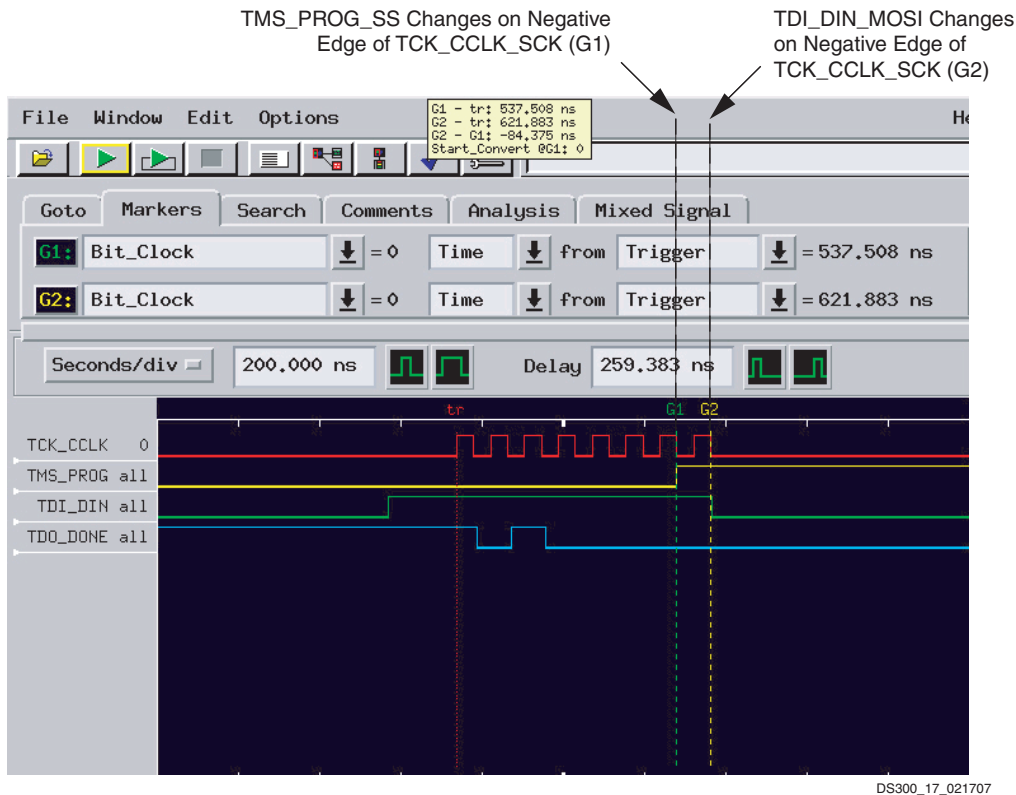 TMS_PROG_SS Changes on Negative
Edge of TCK_CCLK_SCK (G1)
TDI_DIN_MOSI Changes
on Negative Edge of
TCK_CCLK_SCK (G2)
File Window Edit Options
He
G1 - tr: 537.508 ns
G2 - tr: 621.883 ns
G2 - G1: -84.375 ns
Start_Convert @G1: 0
Goto Markers Search Comments Analysis Mixed Signal
G1: Bit_Clock = 0 Time from Trigger = 537.508 ns
G2: Bit_Clock = 0 Time from Trigger = 621.883 ns
Seconds/div 200.000 ns Delay 259.383 ns
tr G1 G2
TCK_CCLK 0
TMS_PROG all
TDI_DIN all
TDO_DONE all
DS300_17_021707